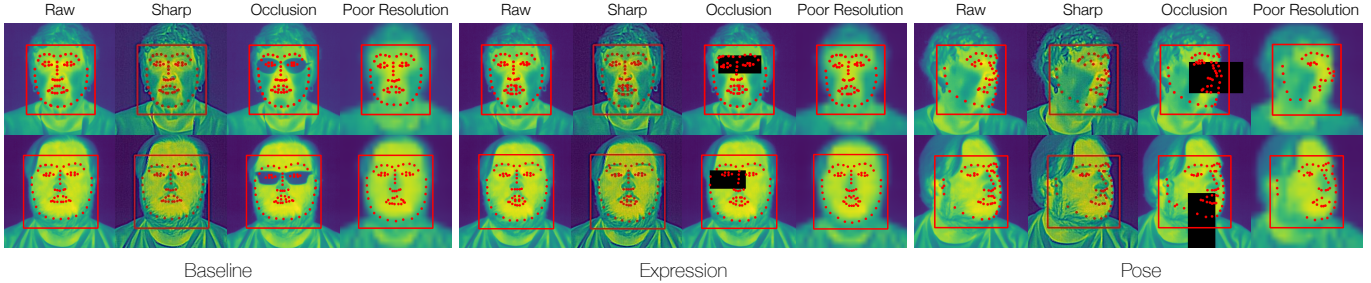 Raw Sharp Occlusion Poor Resolution Raw Sharp Occlusion Poor Resolution Raw Sharp Occlusion Poor Resolution
Baseline Expression Pose